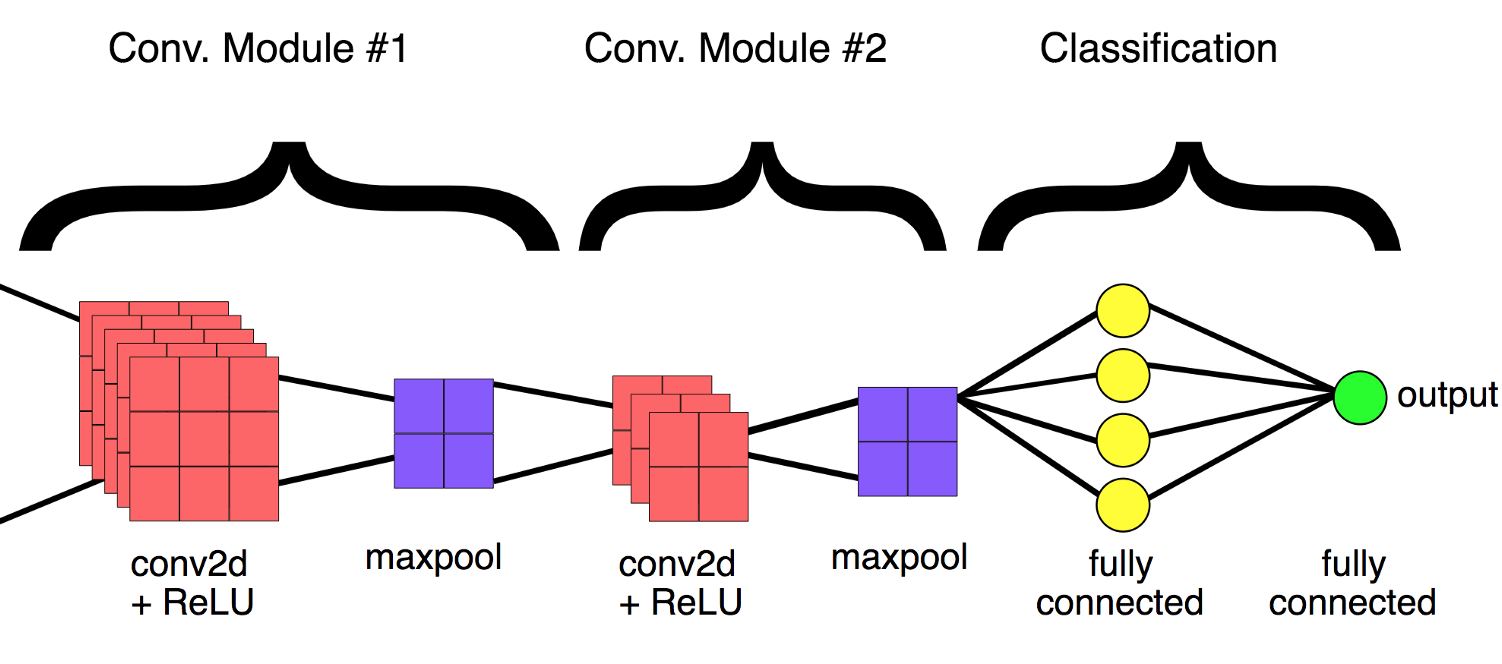 Conv. Module #1
Conv. Module #2
Classification
output
conv2d
+ ReLU
maxpool
conv2d
+ ReLU
maxpool
fully
connected
fully
connected